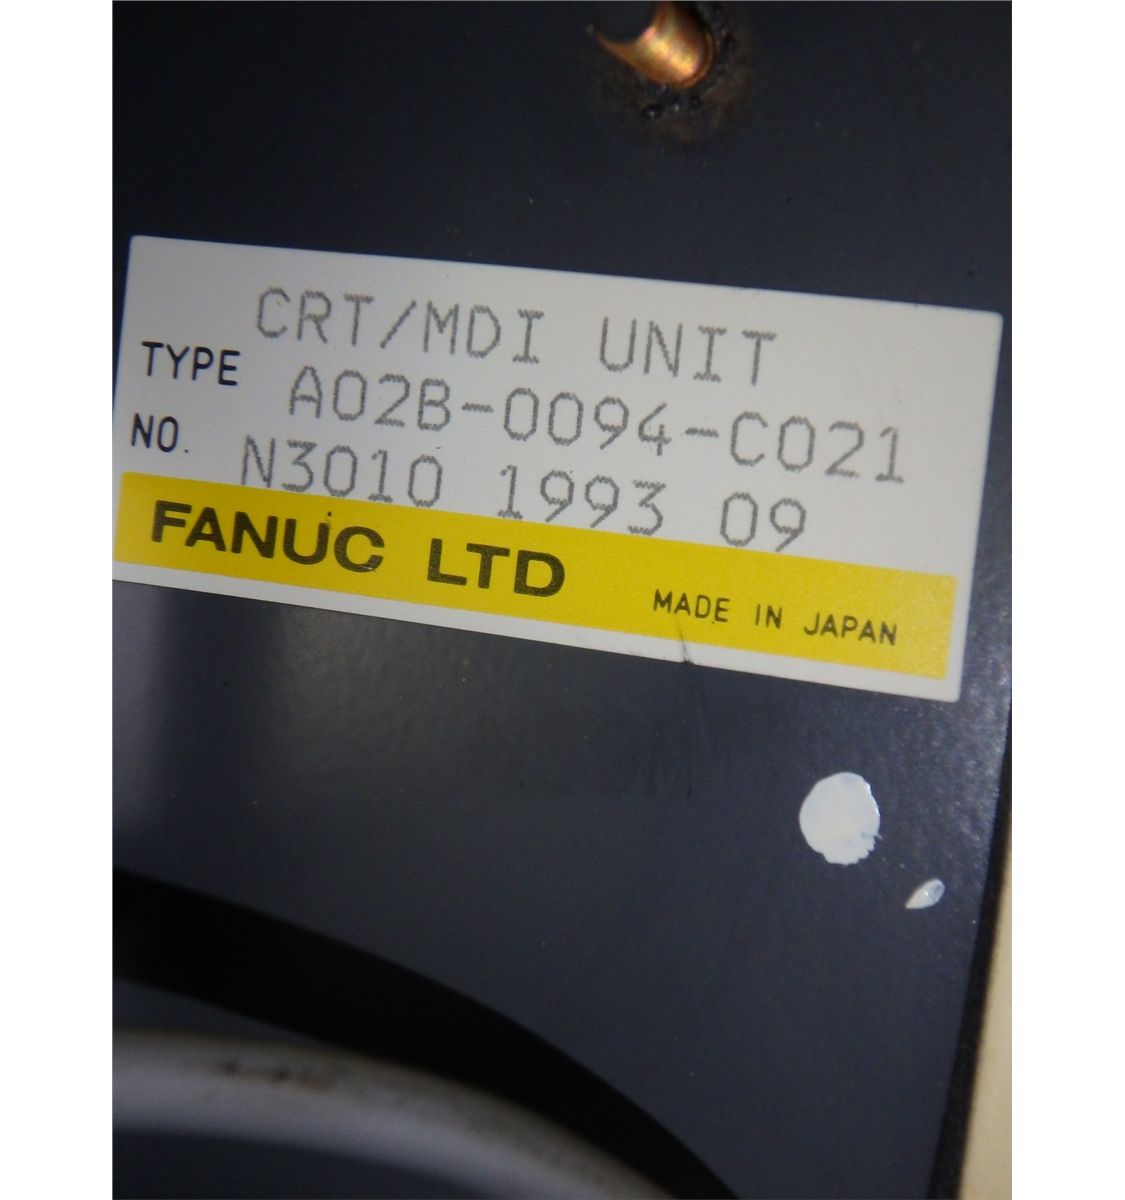 CRT/MDI UNIT
TYPE A02B-0094-C021
NO. N3010 1993 09
FANUC LTD MADE IN JAPAN